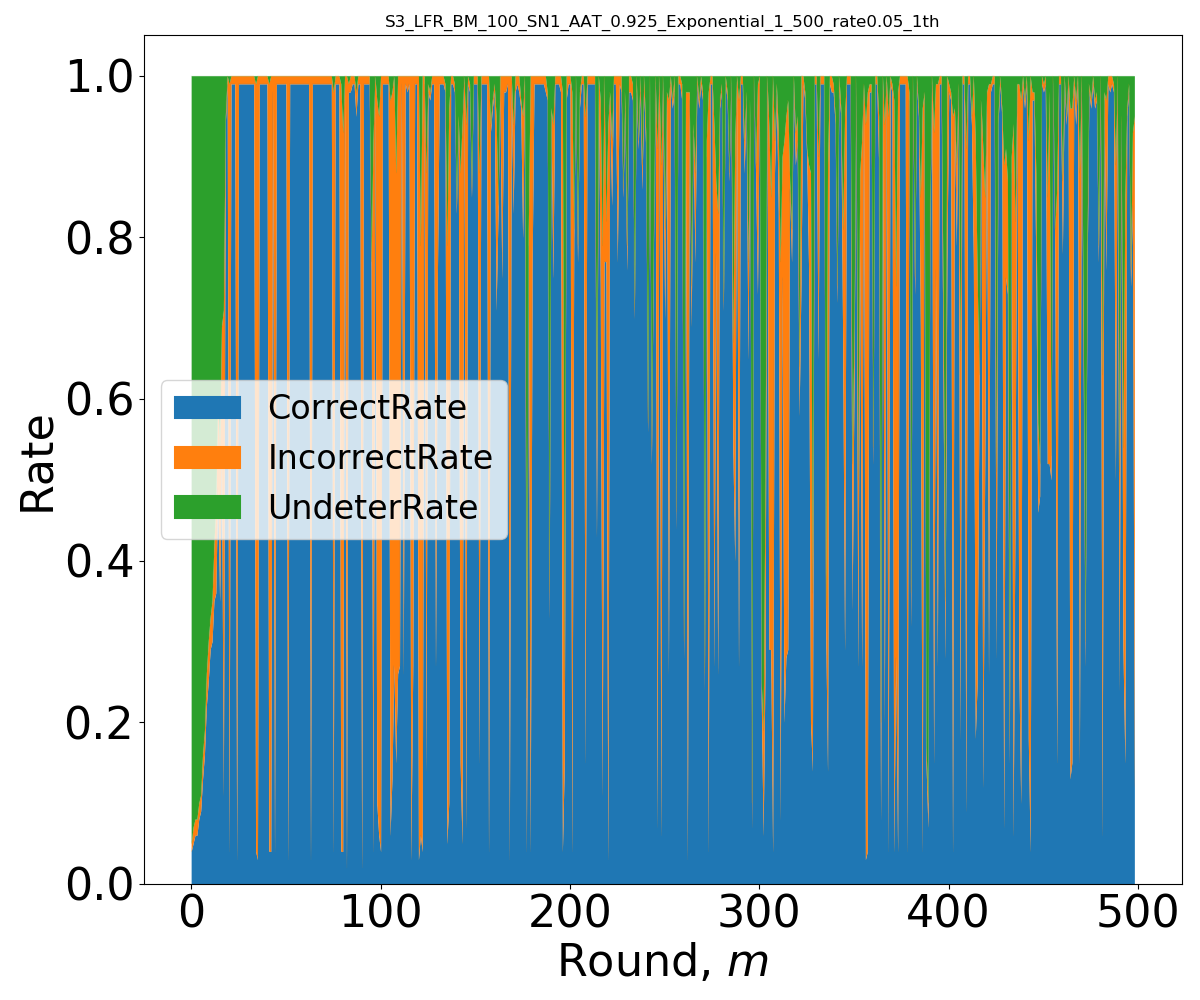 S3_LFR_BM_100_SN1_AAT_0.925_Exponential_1_500_rate0.05_1th
1.0
0.8
0.6
0.4
0.2
0.0
Rate
CorrectRate
IncorrectRate
UndeterRate
0 100 200 300 400 500
Round, m